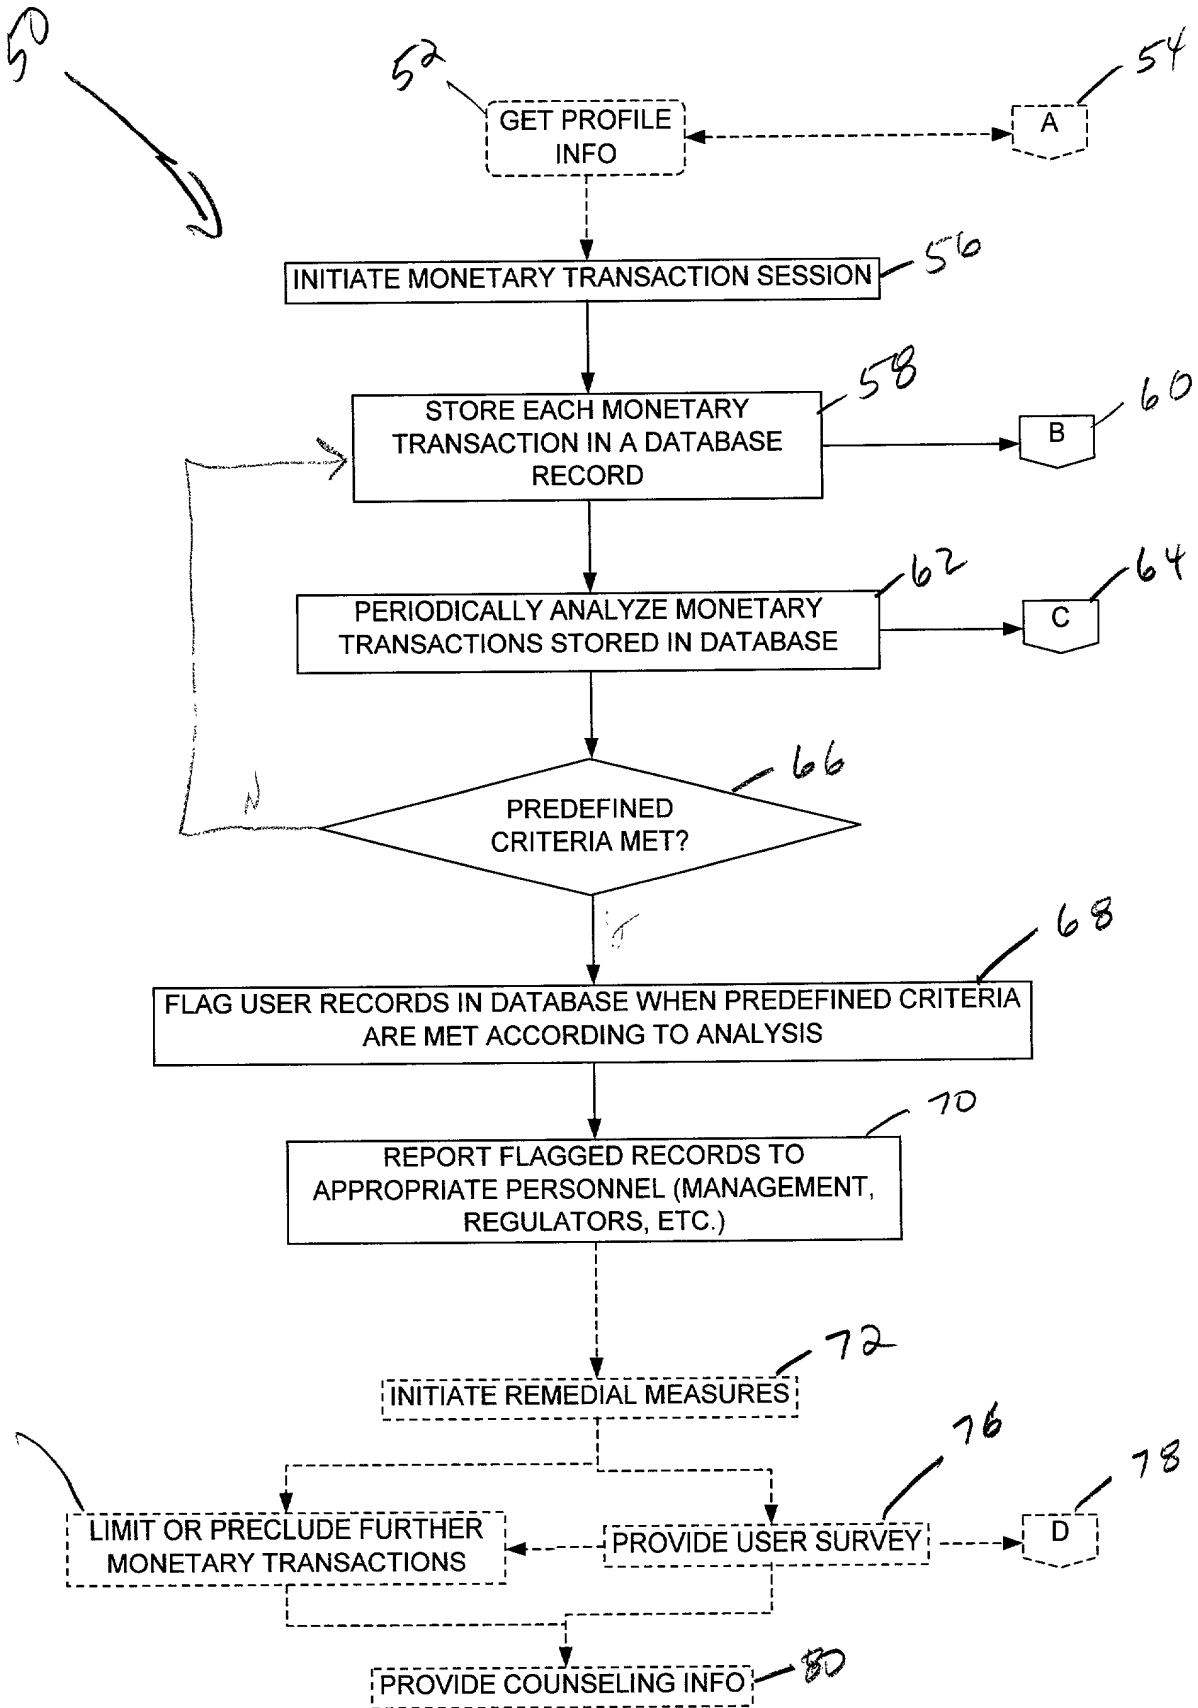 50
52
54
GET PROFILE
INFO
A
INITIATE MONETARY TRANSACTION SESSION
56
58
STORE EACH MONETARY
TRANSACTION IN A DATABASE
RECORD
60
B
62
PERIODICALLY ANALYZE MONETARY
TRANSACTIONS STORED IN DATABASE
64
C
66
N
PREDEFINED
CRITERIA MET?
68
FLAG USER RECORDS IN DATABASE WHEN PREDEFINED CRITERIA
ARE MET ACCORDING TO ANALYSIS
70
REPORT FLAGGED RECORDS TO
APPROPRIATE PERSONNEL (MANAGEMENT,
REGULATORS, ETC.)
72
INITIATE REMEDIAL MEASURES
76
78
LIMIT OR PRECLUDE FURTHER
MONETARY TRANSACTIONS
PROVIDE USER SURVEY
D
PROVIDE COUNSELING INFO
80